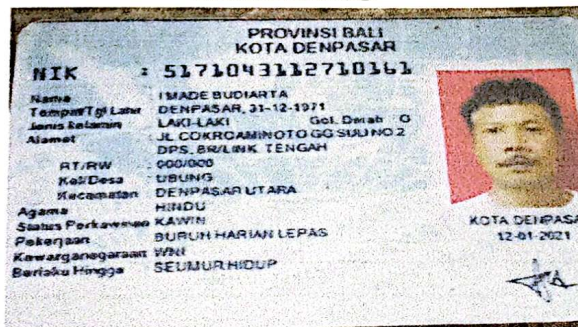 PROVINSI BALI
KOTA DENPASAR
NIK : 5171043112710161
Nama : I MADE BUDIARTA
Tempat/Tgl Lahir : DENPASAR, 31-12-1971
Jenis kelamin : LAKI-LAKI Gol. Darah : O
Alamat : JL COKROAMINOTO GG SULI NO 2
DPS, BR/LINK TENGAH
RT/RW : 000/000
Kel/Desa : UBUNG
Kecamatan : DENPASAR UTARA
Agama : HINDU
Status Perkawinan: KAWIN
Pekerjaan : BURUH HARIAN LEPAS
Kewarganegaraan: WNI
Berlaku Hingga : SEUMUR HIDUP
KOTA DENPASA
12-01-2021